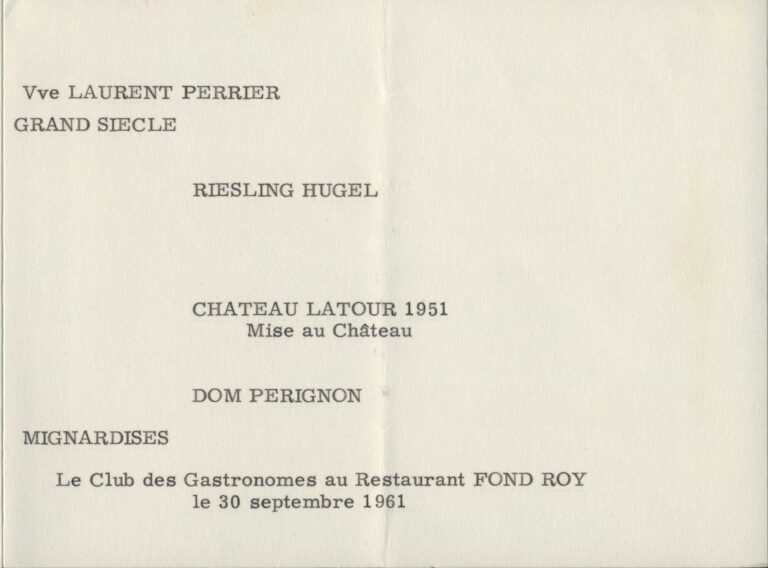 Vve LAURENT PERRIER
GRAND SIECLE
RIESLING HUGEL
CHATEAU LATOUR 1951
Mise au Château
DOM PERIGNON
MIGNARDISES
Le Club des Gastronomes au Restaurant FOND ROY
le 30 septembre 1961